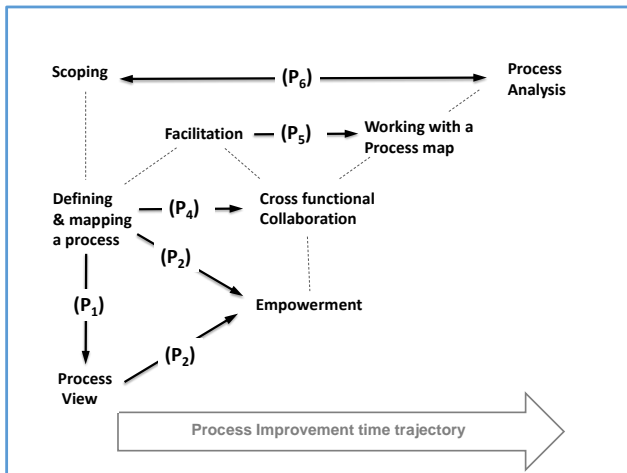 Scoping
(P6)
Process
Analysis
Facilitation
(P5)
Working with a
Process map
Defining
& mapping
a process
(P4)
Cross functional
Collaboration
(P2)
(P1)
Empowerment
(P2)
Process
View
Process Improvement time trajectory